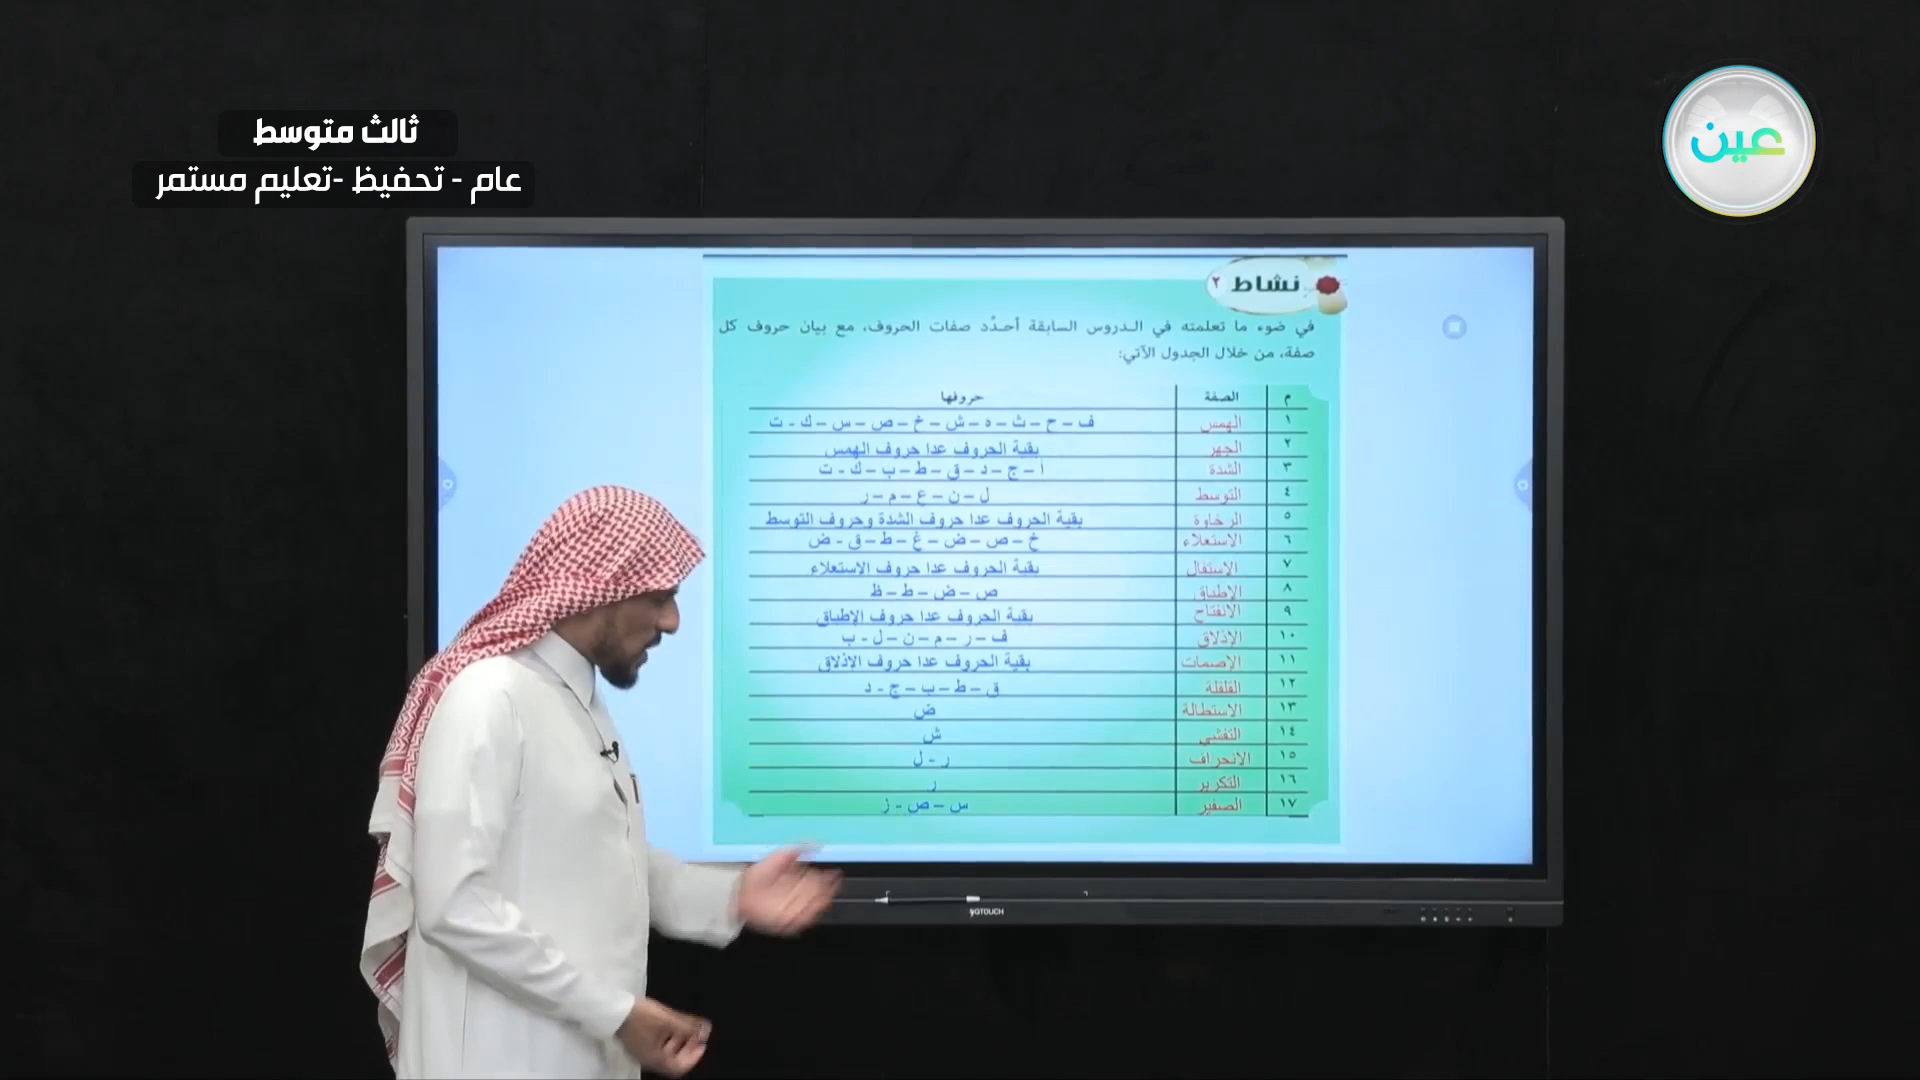 ثالث متوسط
عام - تحفيظ -تعليم مستمر
عين
نشاط ٢
في ضوء ما تعلمته في الدروس السابقة أحدِّد صفات الحروف، مع بيان حروف كل
صفة، من خلال الجدول الآتي:
م الصفة حروفها
١ الهمس ف – ح – ث – ه – ش – خ – ص – س – ك - ت
٢ الجهر بقية الحروف عدا حروف الهمس
٣ الشدة أ – ج – د – ق – ط – ب – ك - ت
٤ التوسط ل – ن – ع – م – ر
٥ الرخاوة بقية الحروف عدا حروف الشدة وحروف التوسط
٦ الاستعلاء خ – ص – ض – غ – ط – ق - ض
٧ الاستفال بقية الحروف عدا حروف الاستعلاء
٨ الإطباق ص – ض – ط – ظ
٩ الانفتاح بقية الحروف عدا حروف الإطباق
١٠ الإذلاق ف – ر – م – ن – ل - ب
١١ الإصمات بقية الحروف عدا حروف الإذلاق
١٢ القلقلة ق – ط – ب – ج - د
١٣ الاستطالة ض
١٤ التفشي ش
١٥ الانحراف ر - ل
١٦ التكرير ر
١٧ الصفير س – ص - ز
QTOUCH